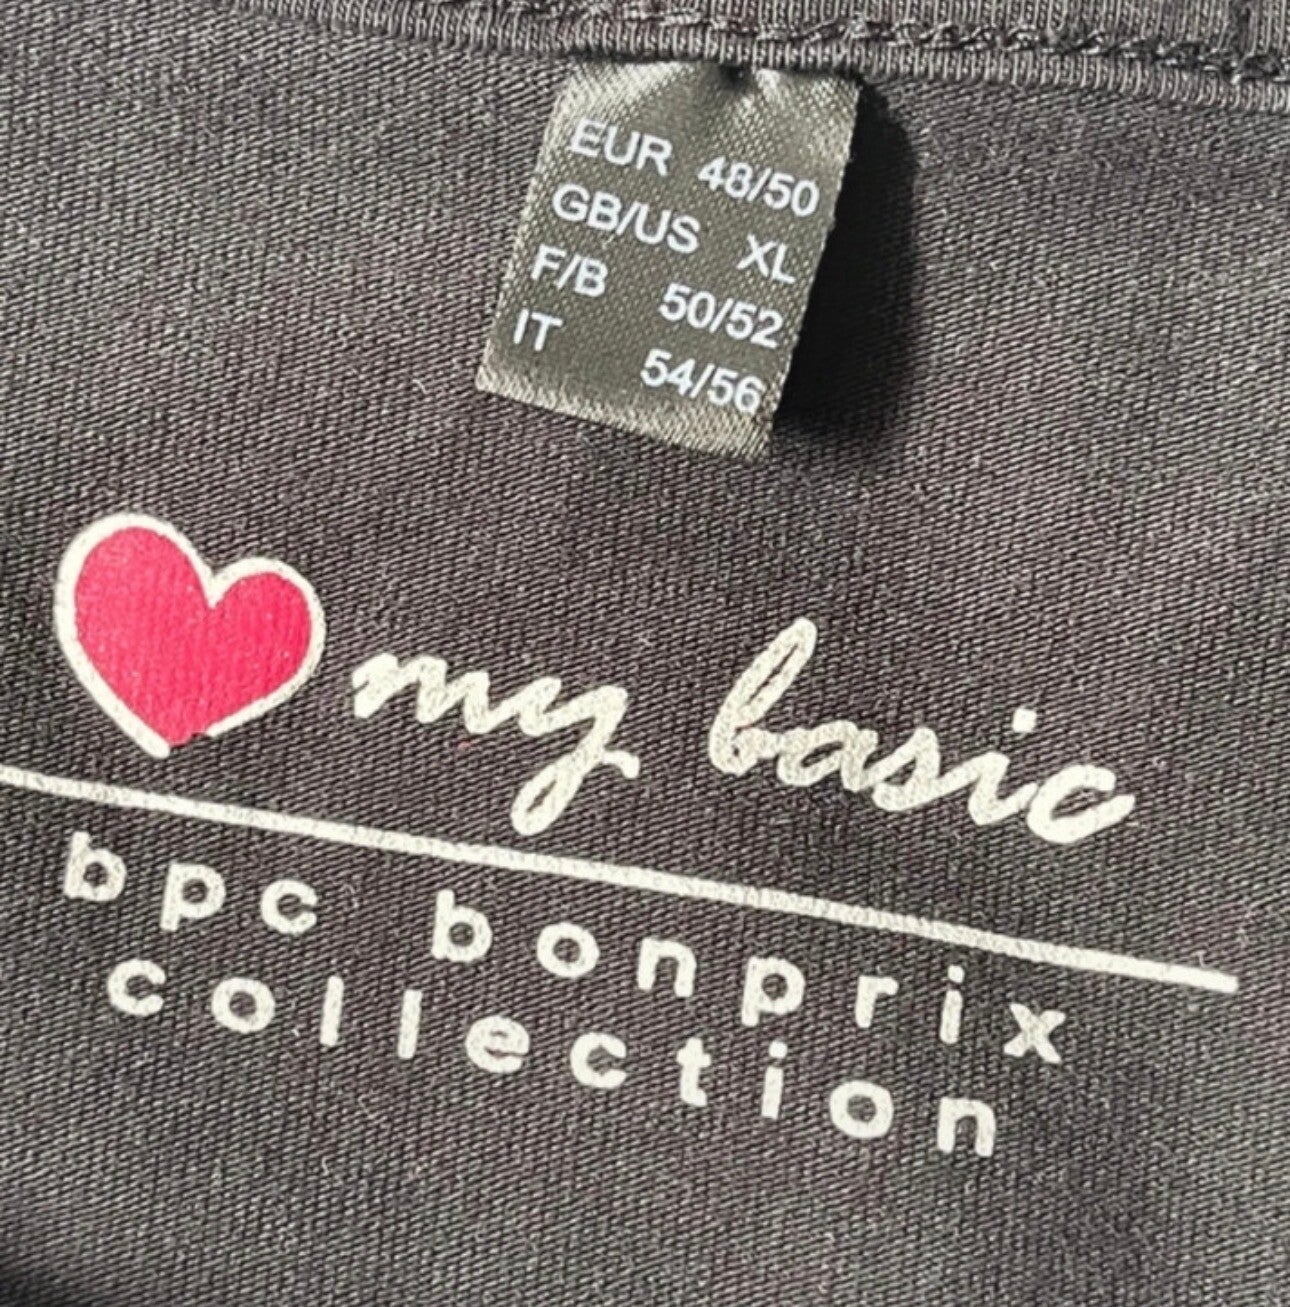 EUR 48/50
GB/US XL
F/B 50/52
IT 54/56
my basic
bpc bonprix
collection